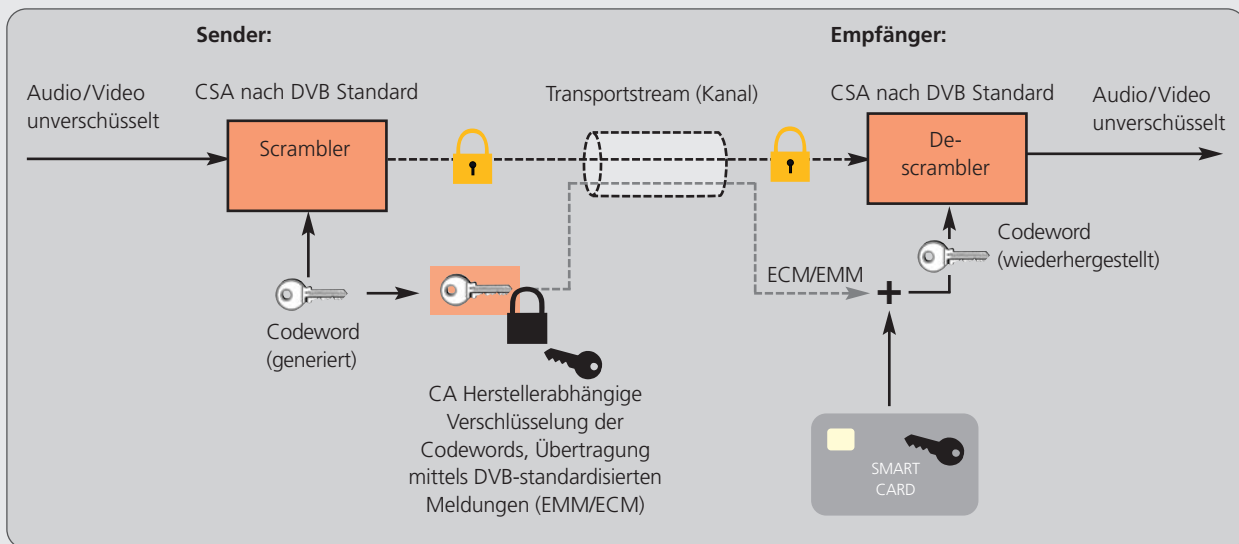 Sender:
Empfänger:
Audio/Video
unverschüsselt
CSA nach DVB Standard
Transportstream (Kanal)
CSA nach DVB Standard
Audio/Video
unverschüsselt
Scrambler
De-
scrambler
Codeword
(generiert)
ECM/EMM
Codeword
(wiederhergestellt)
CA Herstellerabhängige
Verschlüsselung der
Codewords, Übertragung
mittels DVB-standardisierten
Meldungen (EMM/ECM)
SMART
CARD